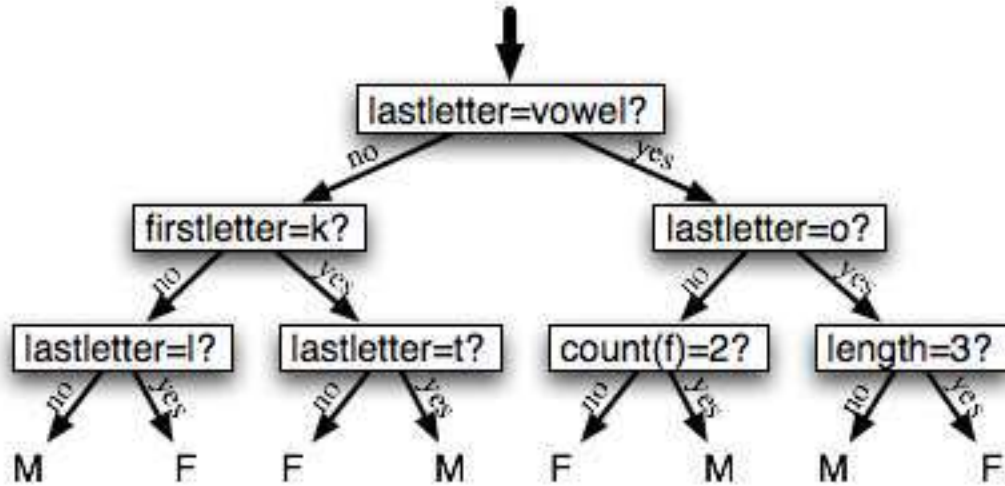 lastletter=vowel?
no yes
firstletter=k? lastletter=o?
no yes no yes
lastletter=l? lastletter=t? count(f)=2? length=3?
no yes no yes no yes no yes
M F F M F M M F